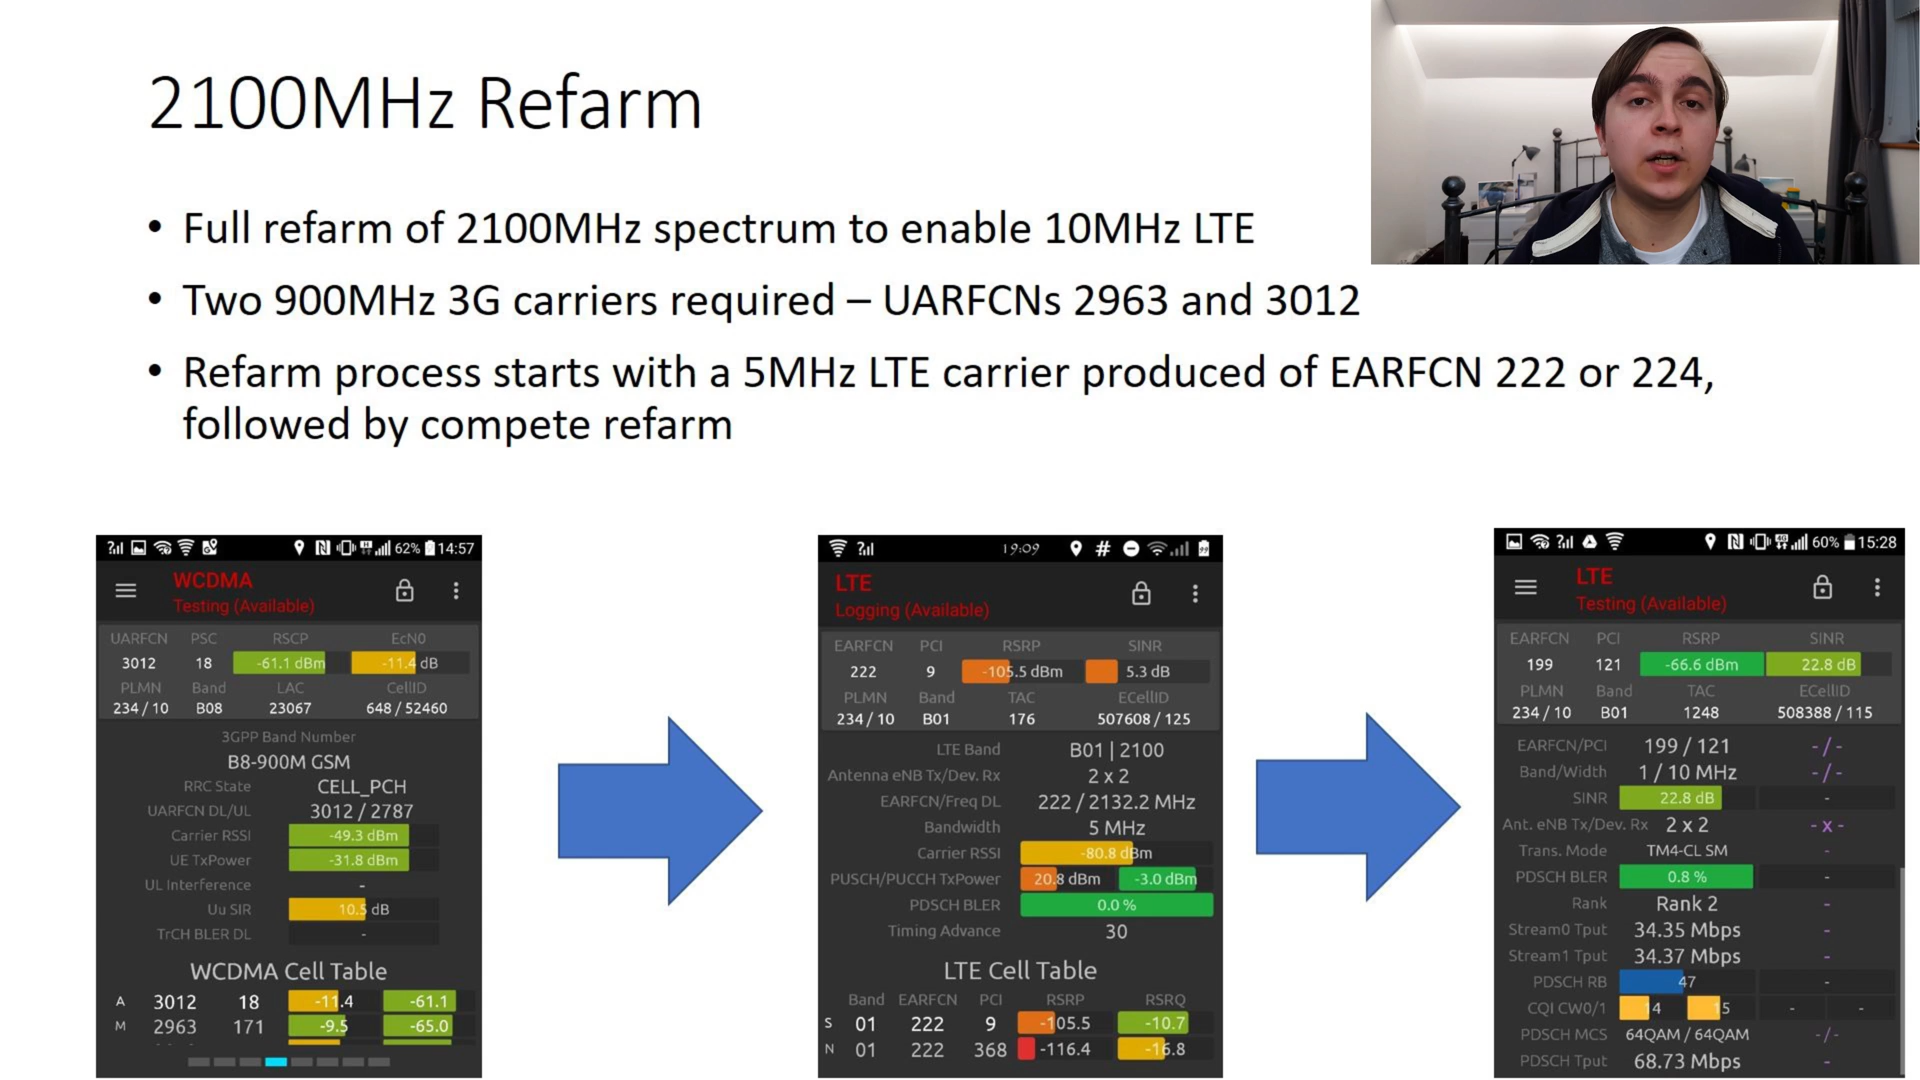 2100MHz Refarm
• Full refarm of 2100MHz spectrum to enable 10MHz LTE
• Two 900MHz 3G carriers required – UARFCNs 2963 and 3012
• Refarm process starts with a 5MHz LTE carrier produced of EARFCN 222 or 224,
followed by compete refarm
62% 14:57
WCDMA
Testing (Available)
UARFCN PSC RSCP EcN0
3012 18 -61.1 dBm -11.4 dB
PLMN Band LAC CellID
234 / 10 B08 23067 648 / 52460
3GPP Band Number
B8-900M GSM
RRC State CELL_PCH
UARFCN DL/UL 3012 / 2787
Carrier RSSI -49.3 dBm
UE TxPower -31.8 dBm
UL Interference -
Uu SIR 10.5 dB
TrCH BLER DL -
WCDMA Cell Table
A 3012 18 -11.4 -61.1
M 2963 171 -9.5 -65.0
19:09
LTE
Logging (Available)
EARFCN PCI RSRP SINR
222 9 -105.5 dBm 5.3 dB
PLMN Band TAC ECellID
234 / 10 B01 176 507608 / 125
LTE Band B01 | 2100
Antenna eNB Tx/Dev. Rx 2 x 2
EARFCN/Freq DL 222 / 2132.2 MHz
Bandwidth 5 MHz
Carrier RSSI -80.8 dBm
PUSCH/PUCCH TxPower 20.8 dBm -3.0 dBm
PDSCH BLER 0.0 %
Timing Advance 30
LTE Cell Table
Band EARFCN PCI RSRP RSRQ
S 01 222 9 -105.5 -10.7
N 01 222 368 -116.4 -16.8
60% 15:28
LTE
Testing (Available)
EARFCN PCI RSRP SINR
199 121 -66.6 dBm 22.8 dB
PLMN Band TAC ECellID
234 / 10 B01 1248 508388 / 115
EARFCN/PCI 199 / 121 - / -
Band/Width 1 / 10 MHz - / -
SINR 22.8 dB -
Ant. eNB Tx/Dev. Rx 2 x 2 - x -
Trans. Mode TM4-CL SM -
PDSCH BLER 0.8 % -
Rank Rank 2 -
Stream0 Tput 34.35 Mbps -
Stream1 Tput 34.37 Mbps -
PDSCH RB 47 -
CQI CW0/1 14 15 - -
PDSCH MCS 64QAM / 64QAM - / -
PDSCH Tput 68.73 Mbps -